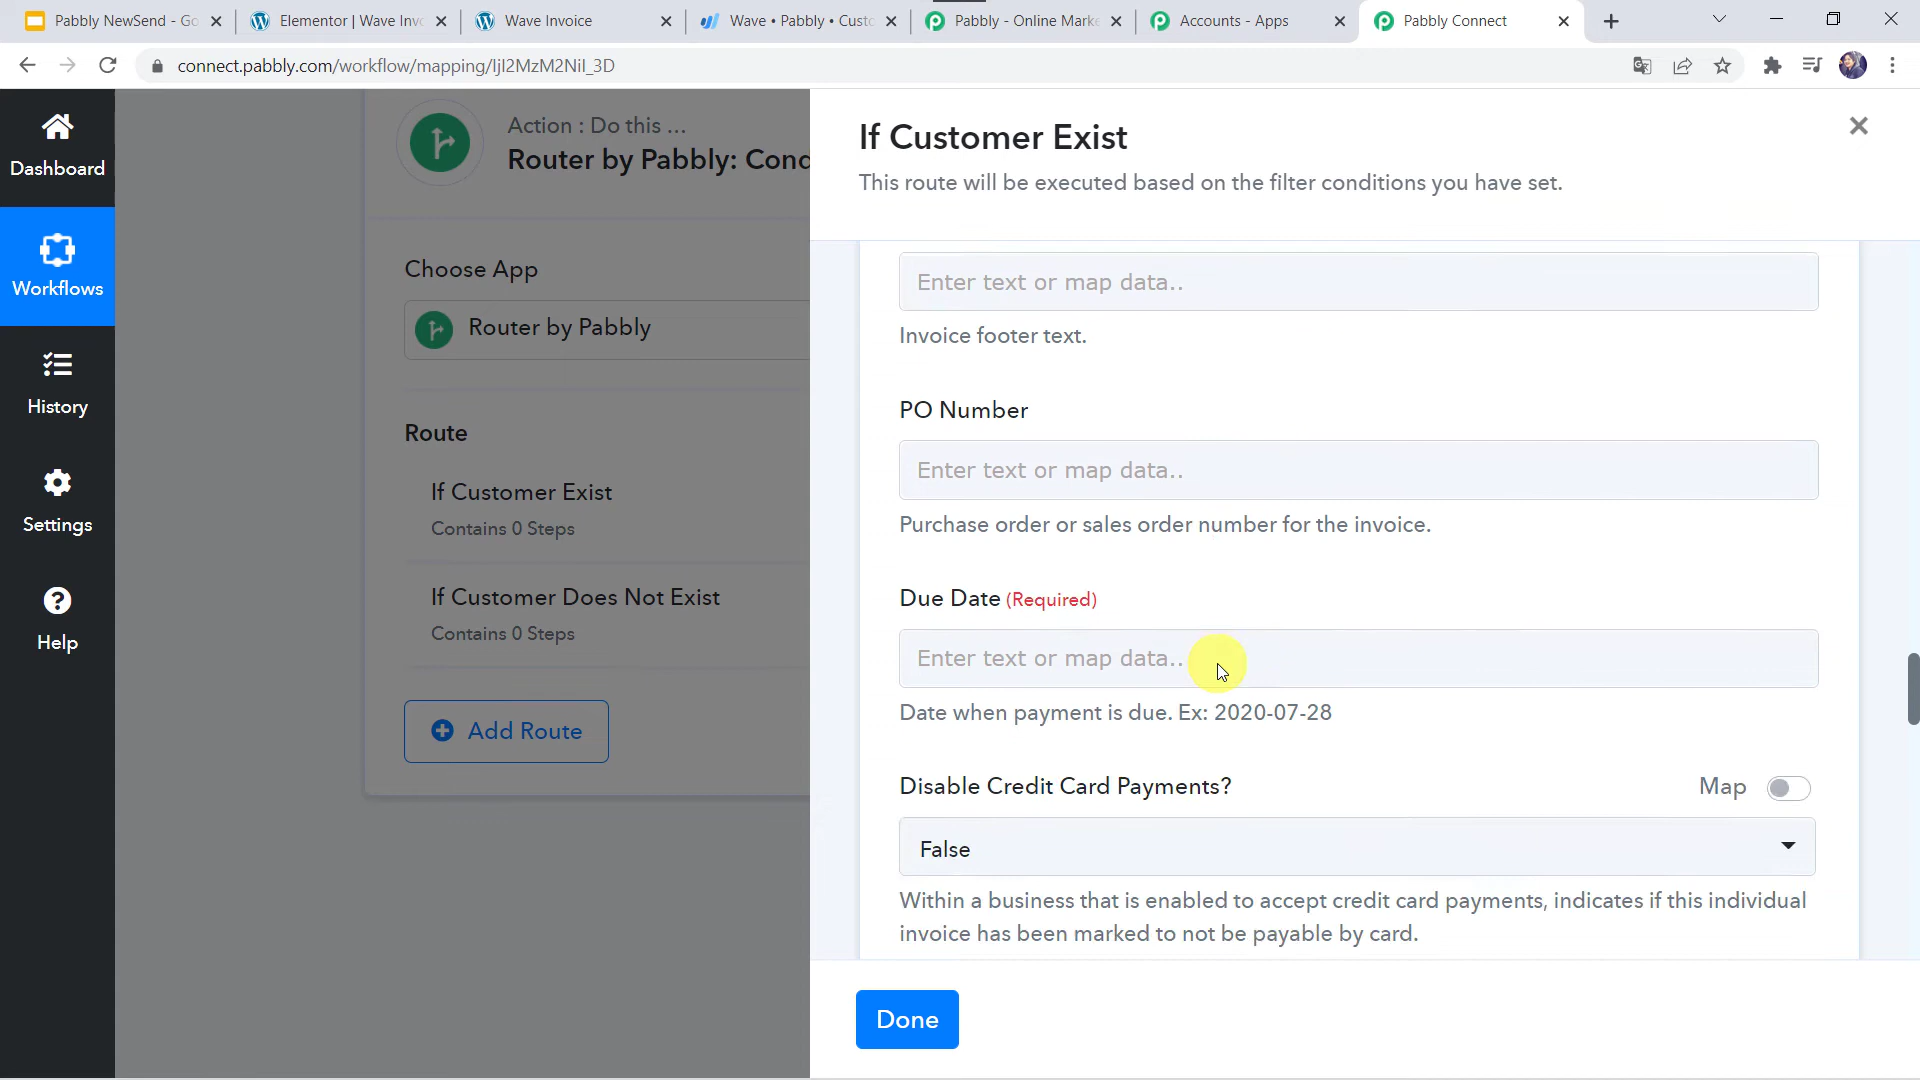 Pabbly NewSend - Go
Elementor | Wave Invo
Wave Invoice
Wave • Pabbly • Custo
Pabbly - Online Marke
Accounts - Apps
Pabbly Connect
connect.pabbly.com/workflow/mapping/IjI2MzM2NiI_3D
Dashboard
Workflows
History
Settings
Help
Action : Do this ...
Router by Pabbly: Cond
Choose App
Router by Pabbly
Route
If Customer Exist
Contains 0 Steps
If Customer Does Not Exist
Contains 0 Steps
Add Route
If Customer Exist
This route will be executed based on the filter conditions you have set.
Enter text or map data..
Invoice footer text.
PO Number
Enter text or map data..
Purchase order or sales order number for the invoice.
Due Date (Required)
Enter text or map data..
Date when payment is due. Ex: 2020-07-28
Disable Credit Card Payments?
Map
False
Within a business that is enabled to accept credit card payments, indicates if this individual
invoice has been marked to not be payable by card.
Done